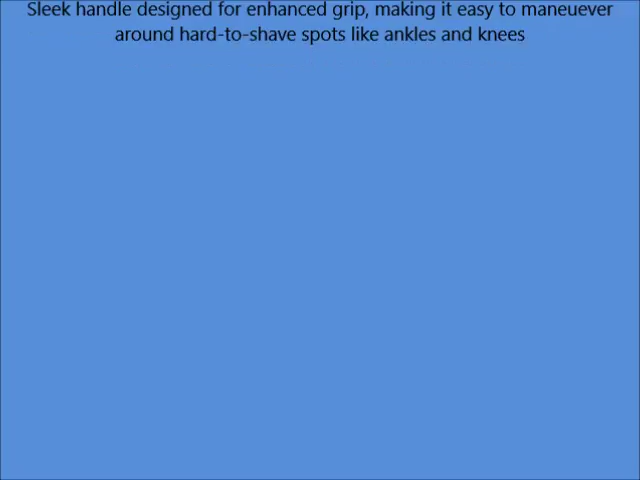 Sleek handle designed for enhanced grip, making it easy to maneuever
around hard-to-shave spots like ankles and knees